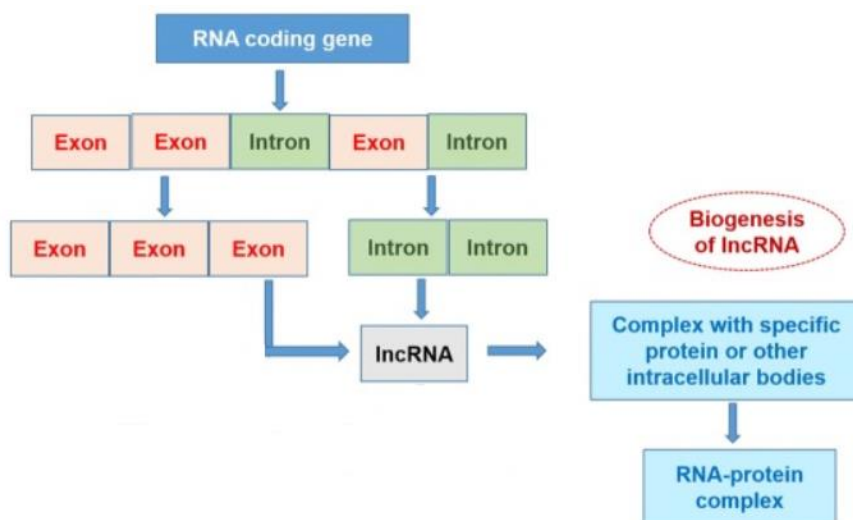 RNA coding gene
Exon Exon Intron Exon Intron
Exon Exon Exon Intron Intron
Biogenesis
of lncRNA
lncRNA
Complex with specific
protein or other
intracellular bodies
RNA-protein
complex